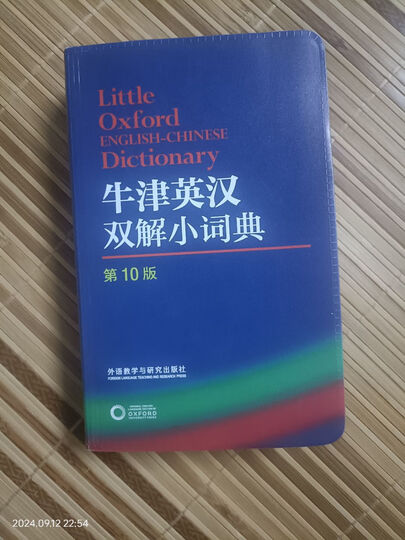 Little
Oxford
ENGLISH-CHINESE
Dictionary
牛津英汉
双解小词典
第10版
外语教学与研究出版社
FOREIGN LANGUAGE TEACHING AND RESEARCH PRESS
OXFORD
UNIVERSITY PRESS
2024.09.12 22:54